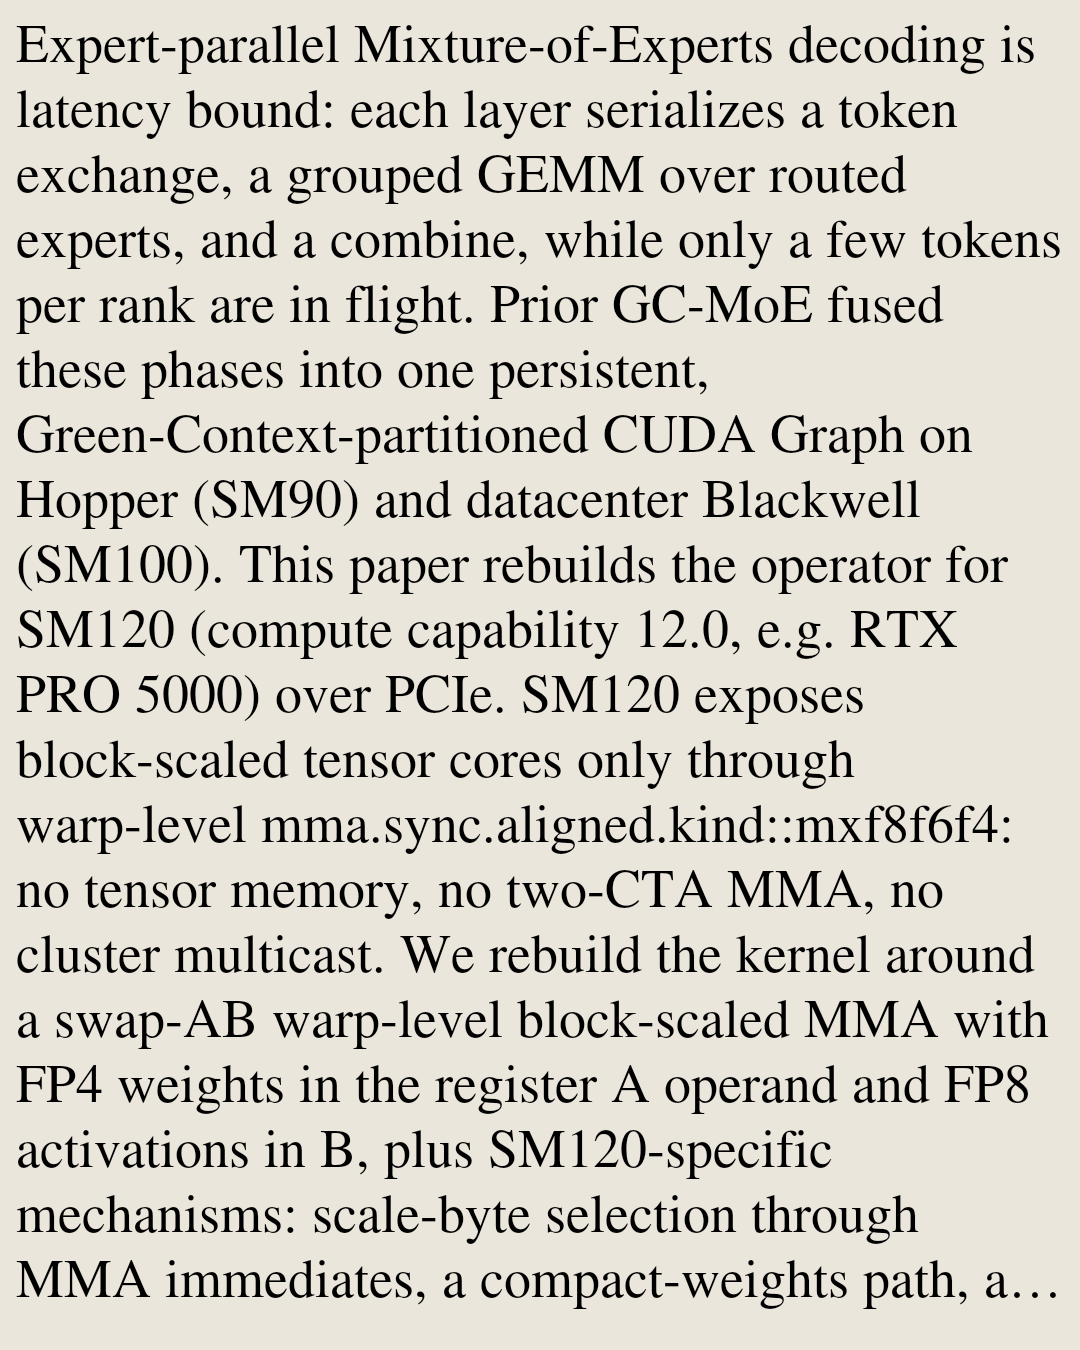 Expert-parallel Mixture-of-Experts decoding is
latency bound: each layer serializes a token
exchange, a grouped GEMM over routed
experts, and a combine, while only a few tokens
per rank are in flight. Prior GC-MoE fused
these phases into one persistent,
Green-Context-partitioned CUDA Graph on
Hopper (SM90) and datacenter Blackwell
(SM100). This paper rebuilds the operator for
SM120 (compute capability 12.0, e.g. RTX
PRO 5000) over PCIe. SM120 exposes
block-scaled tensor cores only through
warp-level mma.sync.aligned.kind::mxf8f6f4:
no tensor memory, no two-CTA MMA, no
cluster multicast. We rebuild the kernel around
a swap-AB warp-level block-scaled MMA with
FP4 weights in the register A operand and FP8
activations in B, plus SM120-specific
mechanisms: scale-byte selection through
MMA immediates, a compact-weights path, a…